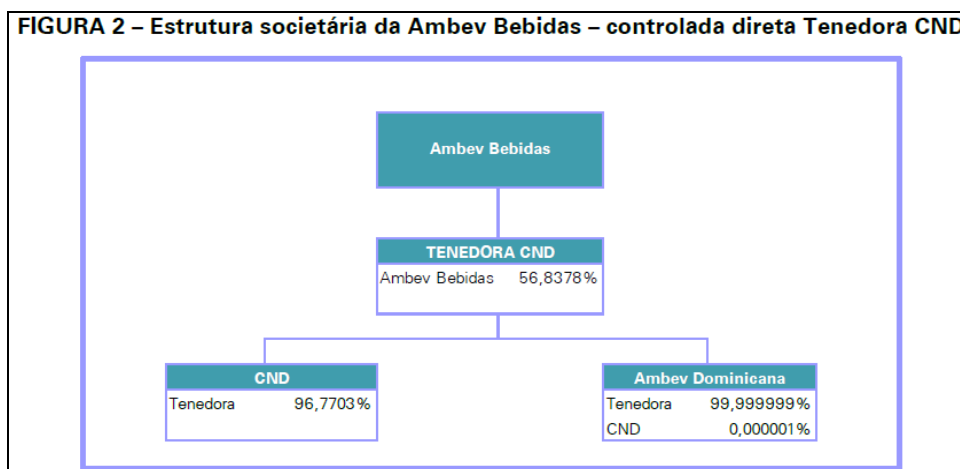 FIGURA 2 – Estrutura societária da Ambev Bebidas – controlada direta Tenedora CND
Ambev Bebidas
TENEDORA CND
Ambev Bebidas 56,8378%
CND
Tenedora 96,7703%
Ambev Dominicana
Tenedora 99,999999%
CND 0,000001%